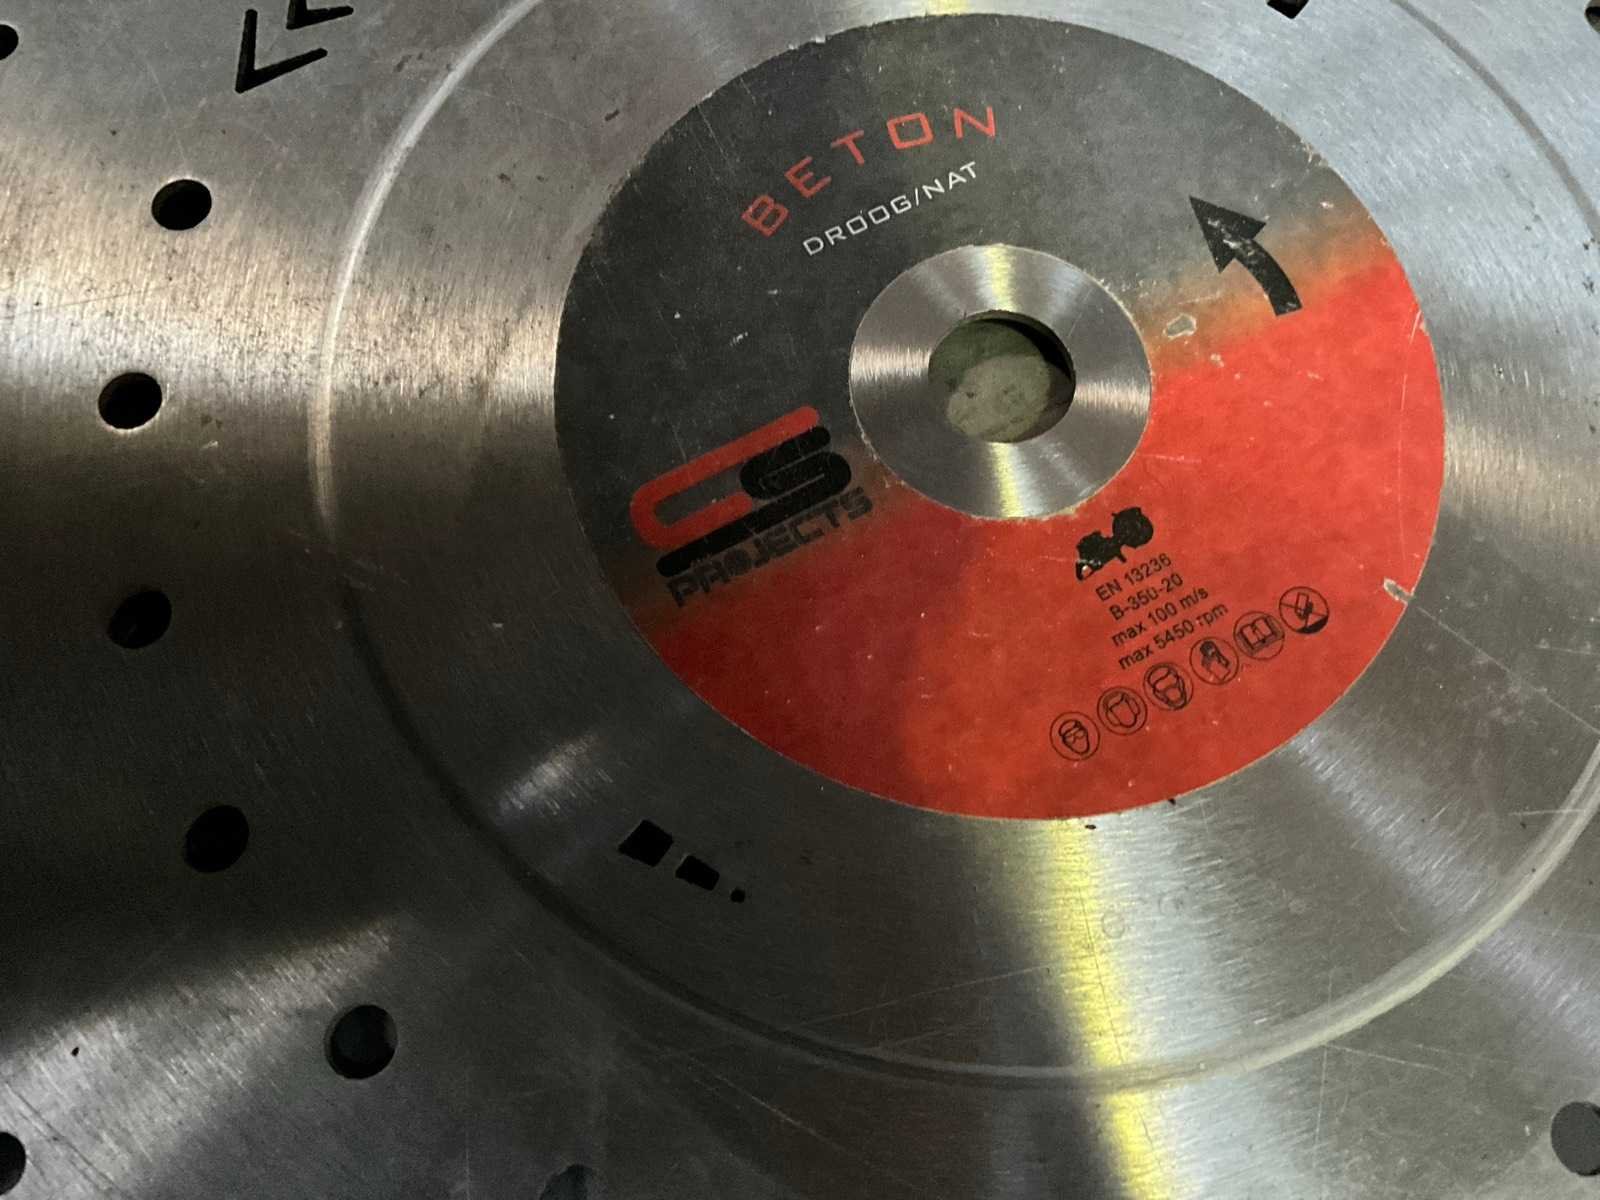 BETON
DROOG/NAT
CS
PROJECTS
EN 13236
B-350-20
max 100 m/s
max 5450 rpm